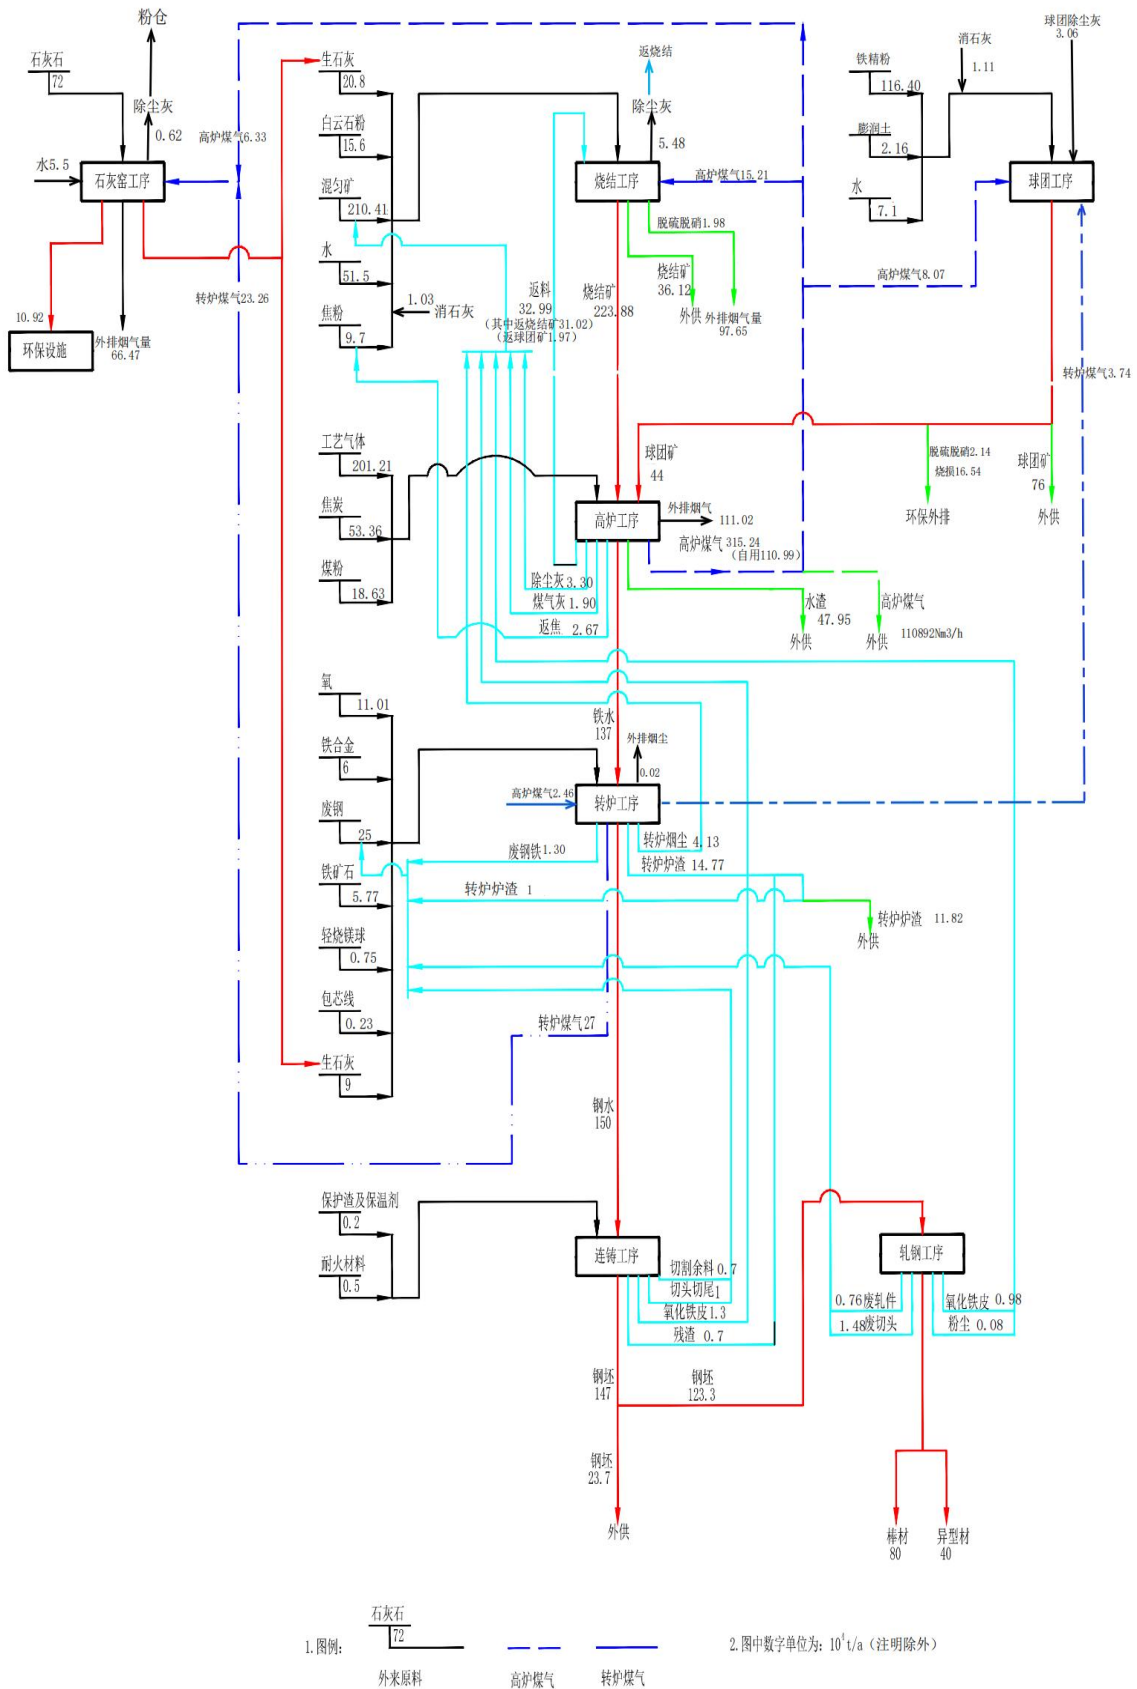 粉仓
石灰石
72
除尘灰
0.62
水5.5
石灰窑工序
高炉煤气6.33
转炉煤气23.26
10.92
环保设施
外排烟气量
66.47
生石灰
20.8
白云石粉
15.6
混匀矿
210.41
水
51.5
焦粉
9.7
1.03
消石灰
返烧结
除尘灰
5.48
烧结工序
高炉煤气15.21
脱硫脱硝1.98
烧结矿
36.12
外供
外排烟气量
97.65
返料
32.99
(其中返烧结矿31.02)
(返球团矿1.97)
烧结矿
223.88
铁精粉
116.40
膨润土
2.16
水
7.1
消石灰
1.11
球团除尘灰
3.06
球团工序
高炉煤气8.07
转炉煤气3.74
脱硫脱硝2.14
烧损16.54
环保外排
球团矿
76
外供
球团矿
44
工艺气体
201.21
焦炭
53.36
煤粉
18.63
高炉工序
外排烟气
111.02
高炉煤气315.24
(自用110.99)
除尘灰3.30
煤气灰1.90
返焦 2.67
水渣
47.95
外供
高炉煤气
外供
110892Nm3/h
铁水
137
氧
11.01
铁合金
6
废钢
25
铁矿石
5.77
轻烧镁球
0.75
包芯线
0.23
生石灰
9
外排烟尘
0.02
高炉煤气2.46
转炉工序
转炉烟尘 4.13
转炉炉渣 14.77
废钢铁1.30
转炉炉渣 1
转炉炉渣 11.82
外供
转炉煤气27
钢水
150
保护渣及保温剂
0.2
耐火材料
0.5
连铸工序
切割余料0.7
切头切尾1
氧化铁皮1.3
残渣 0.7
轧钢工序
0.76废轧件
1.48废切头
氧化铁皮 0.98
粉尘 0.08
钢坯
147
钢坯
123.3
钢坯
23.7
外供
棒材
80
异型材
40
1.图例:
石灰石
72
外来原料
高炉煤气
转炉煤气
2.图中数字单位为: 10⁴t/a (注明除外)